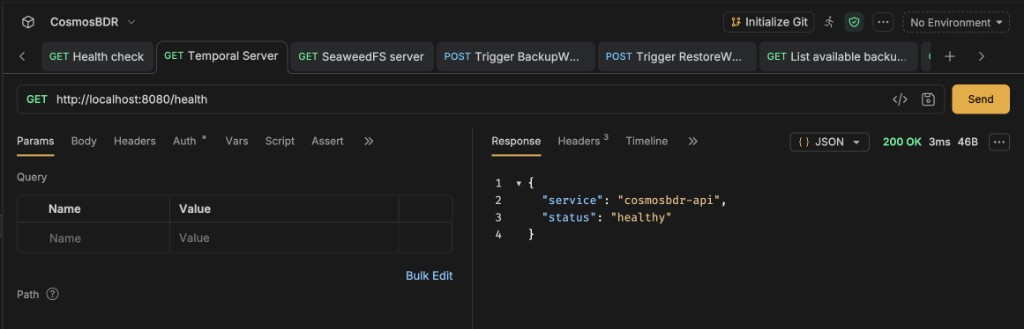 CosmosBDR Initialize Git No Environment
GET Health check GET Temporal Server GET SeaweedFS server POST Trigger BackupW... POST Trigger RestoreW... GET List available backu...
GET http://localhost:8080/health </> Send
Params Body Headers Auth * Vars Script Assert
Response Headers 3 Timeline { } JSON 200 OK 3ms 46B
Query
Name Value
Name Value
Bulk Edit
Path ?
1 {
2 "service": "cosmosbdr-api",
3 "status": "healthy"
4 }